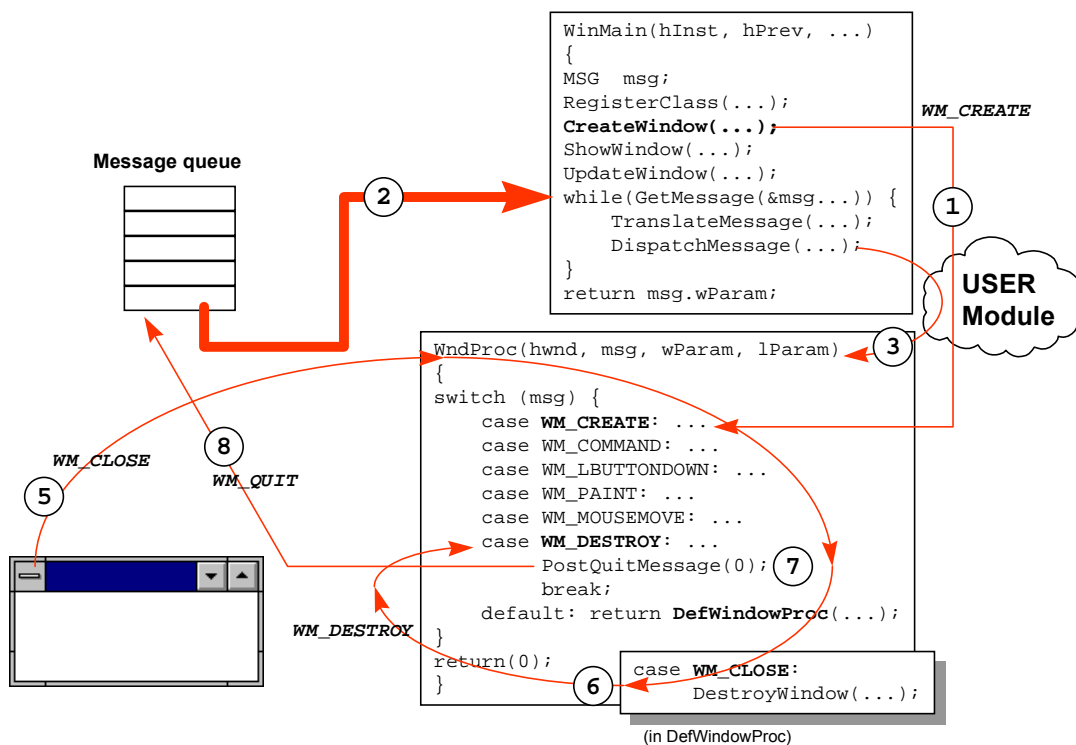 WinMain(hInst, hPrev, ...)
{
MSG  msg;
RegisterClass(...);
CreateWindow(...);
ShowWindow(...);
UpdateWindow(...);
while(GetMessage(&msg...)) {
    TranslateMessage(...);
    DispatchMessage(...);
}
return msg.wParam;
WM_CREATE
Message queue
2
1
USER
Module
3
WndProc(hwnd, msg, wParam, lParam)
{
switch (msg) {
    case WM_CREATE: ...
    case WM_COMMAND: ...
    case WM_LBUTTONDOWN: ...
    case WM_PAINT: ...
    case WM_MOUSEMOVE: ...
    case WM_DESTROY: ...
        PostQuitMessage(0);
        break;
    default: return DefWindowProc(...);
}
return(0);
}
8
WM_CLOSE
WM_QUIT
5
7
WM_DESTROY
6
case WM_CLOSE:
    DestroyWindow(...);
(in DefWindowProc)